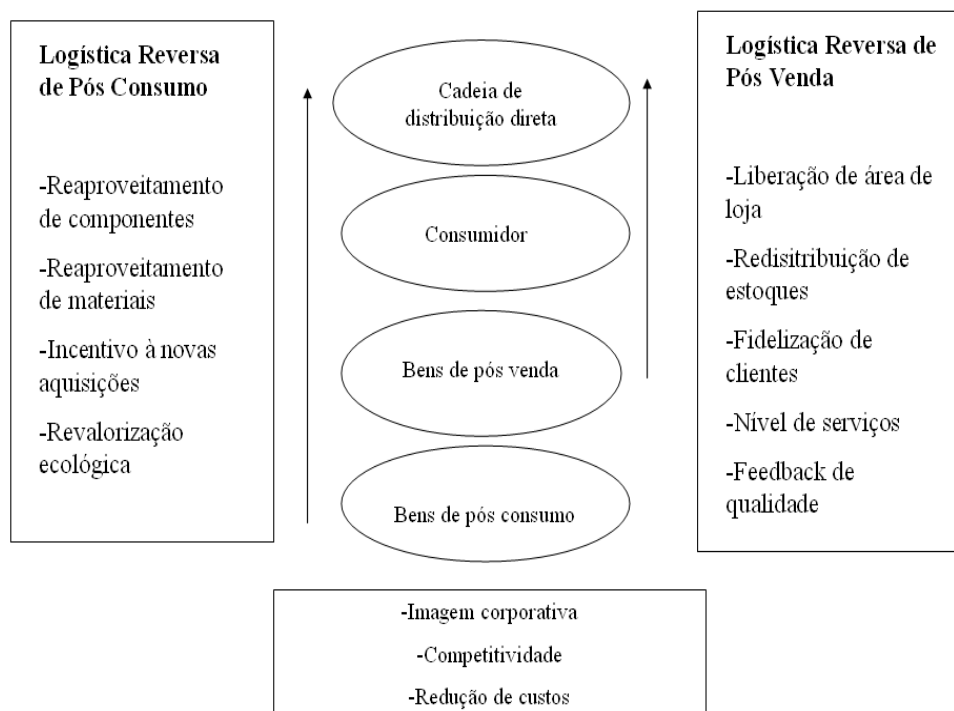 Logística Reversa
de Pós Consumo
-Reaproveitamento
de componentes
-Reaproveitamento
de materiais
-Incentivo à novas
aquisições
-Revalorização
ecológica
Cadeia de
distribuição direta
Consumidor
Bens de pós venda
Bens de pós consumo
Logística Reversa de
Pós Venda
-Liberação de área de
loja
-Redisitribuição de
estoques
-Fidelização de
clientes
-Nível de serviços
-Feedback de
qualidade
-Imagem corporativa
-Competitividade
-Redução de custos